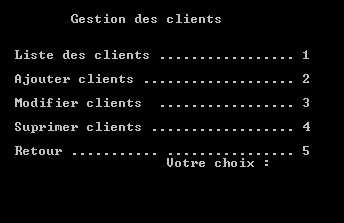 Gestion des clients
Liste des clients ................. 1
Ajouter clients ................... 2
Modifier clients  ................. 3
Suprimer clients .................. 4
Retour ........... ................ 5
Votre choix :